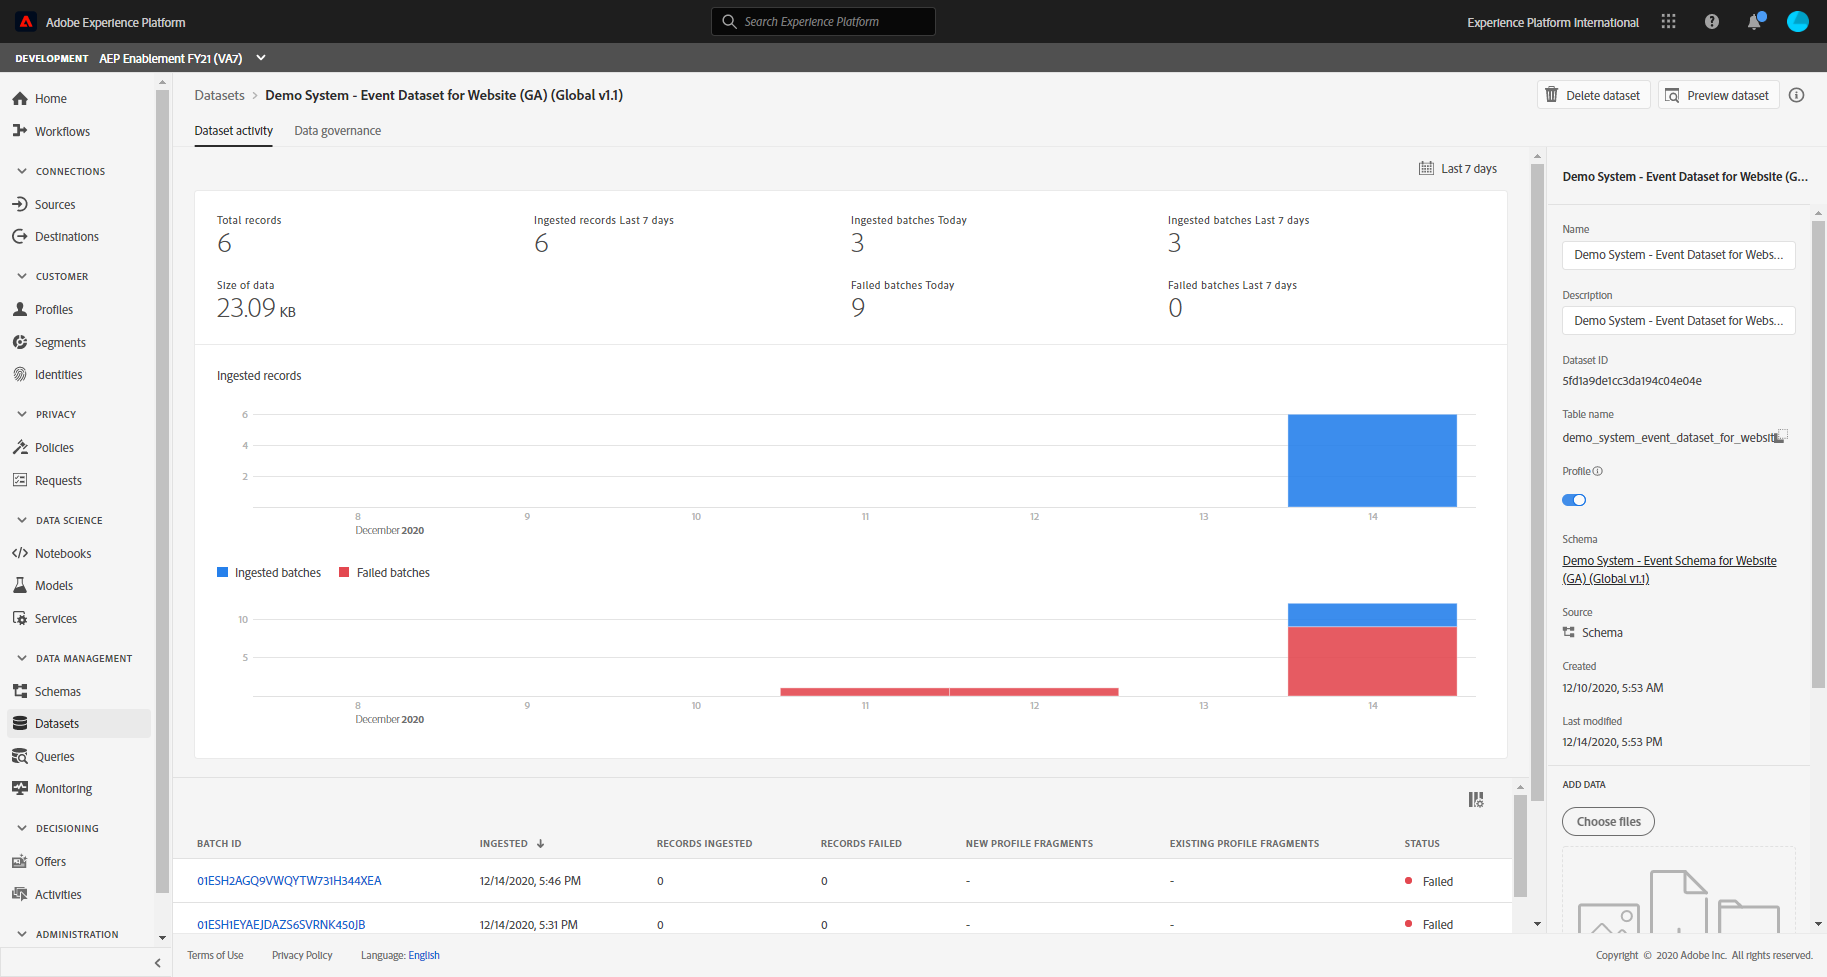 Adobe Experience Platform
Search Experience Platform
Experience Platform International
DEVELOPMENT AEP Enablement FY21 (VA7)
Home
Workflows
CONNECTIONS
Sources
Destinations
CUSTOMER
Profiles
Segments
Identities
PRIVACY
Policies
Requests
DATA SCIENCE
Notebooks
Models
Services
DATA MANAGEMENT
Schemas
Datasets
Queries
Monitoring
DECISIONING
Offers
Activities
ADMINISTRATION
Datasets > Demo System - Event Dataset for Website (GA) (Global v1.1)
Delete dataset
Preview dataset
Dataset activity
Data governance
Last 7 days
Total records
6
Ingested records Last 7 days
6
Ingested batches Today
3
Ingested batches Last 7 days
3
Size of data
23.09 KB
Failed batches Today
9
Failed batches Last 7 days
0
Ingested records
6
4
2
8 9 10 11 12 13 14
December 2020
Ingested batches Failed batches
10
5
8 9 10 11 12 13 14
December 2020
BATCH ID INGESTED RECORDS INGESTED RECORDS FAILED NEW PROFILE FRAGMENTS EXISTING PROFILE FRAGMENTS STATUS
01ESH2AGQ9VWQYTW731H344XEA 12/14/2020, 5:46 PM 0 0 - - Failed
01ESH1EYAEJDAZS6SVRNK450JB 12/14/2020, 5:31 PM 0 0 - - Failed
Demo System - Event Dataset for Website (G...
Name
Demo System - Event Dataset for Webs...
Description
Demo System - Event Dataset for Webs...
Dataset ID
5fd1a9de1cc3da194c04e04e
Table name
demo_system_event_dataset_for_websit
Profile
Schema
Demo System - Event Schema for Website
(GA) (Global v1.1)
Source
Schema
Created
12/10/2020, 5:53 AM
Last modified
12/14/2020, 5:53 PM
ADD DATA
Choose files
Terms of Use Privacy Policy Language: English
Copyright © 2020 Adobe Inc. All rights reserved.